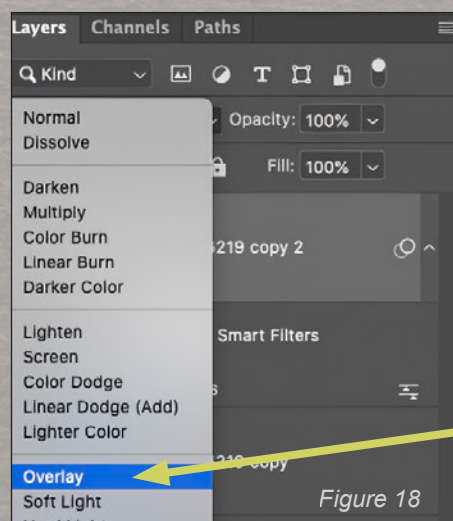 Layers Channels Paths
Kind T
Normal
Opacity: 100%
Dissolve
Fill: 100%
Darken
Multiply
Color Burn
Linear Burn
Darker Color
219 copy 2
Lighten
Smart Filters
Screen
Color Dodge
Linear Dodge (Add)
Lighter Color
219 copy
Overlay
Soft Light
Figure 18